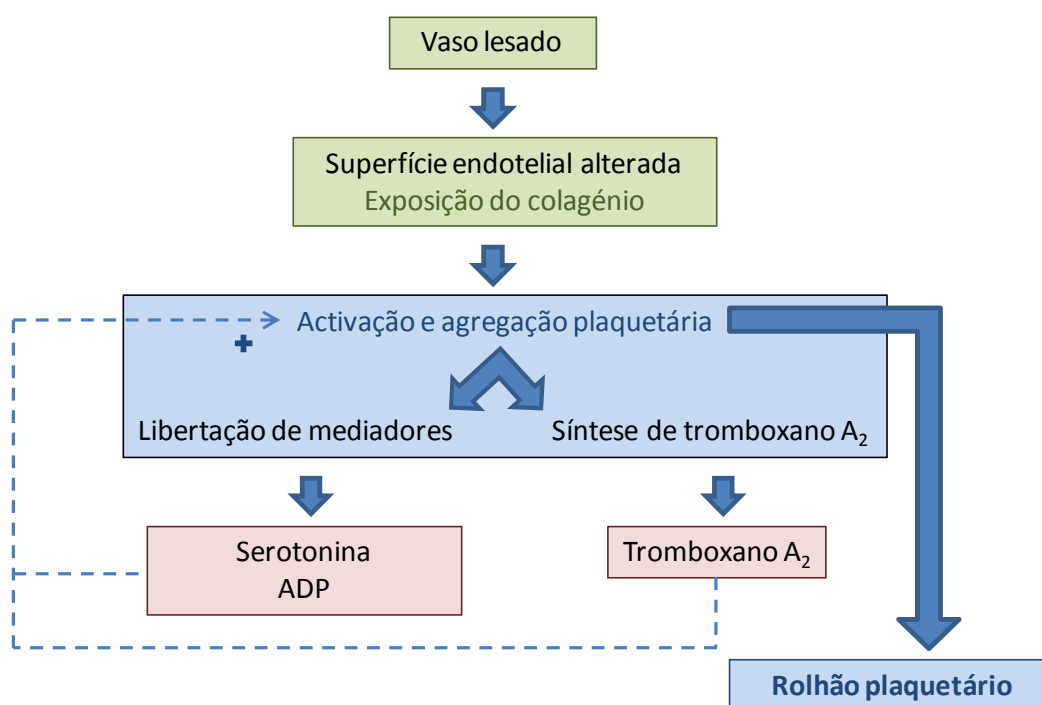 Vaso lesado
Superfície endotelial alterada
Exposição do colagénio
Activação e agregação plaquetária
+
Libertação de mediadores
Síntese de tromboxano A₂
Serotonina
ADP
Tromboxano A₂
Rolhão plaquetário